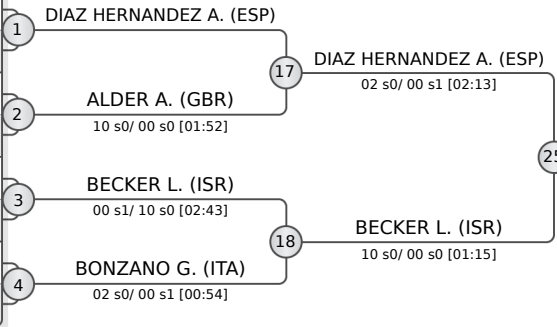 DIAZ HERNANDEZ A. (ESP)
1
DIAZ HERNANDEZ A. (ESP)
17
02 s0/ 00 s1 [02:13]
ALDER A. (GBR)
2
10 s0/ 00 s0 [01:52]
25
BECKER L. (ISR)
3
00 s1/ 10 s0 [02:43]
BECKER L. (ISR)
18
10 s0/ 00 s0 [01:15]
BONZANO G. (ITA)
4
02 s0/ 00 s1 [00:54]